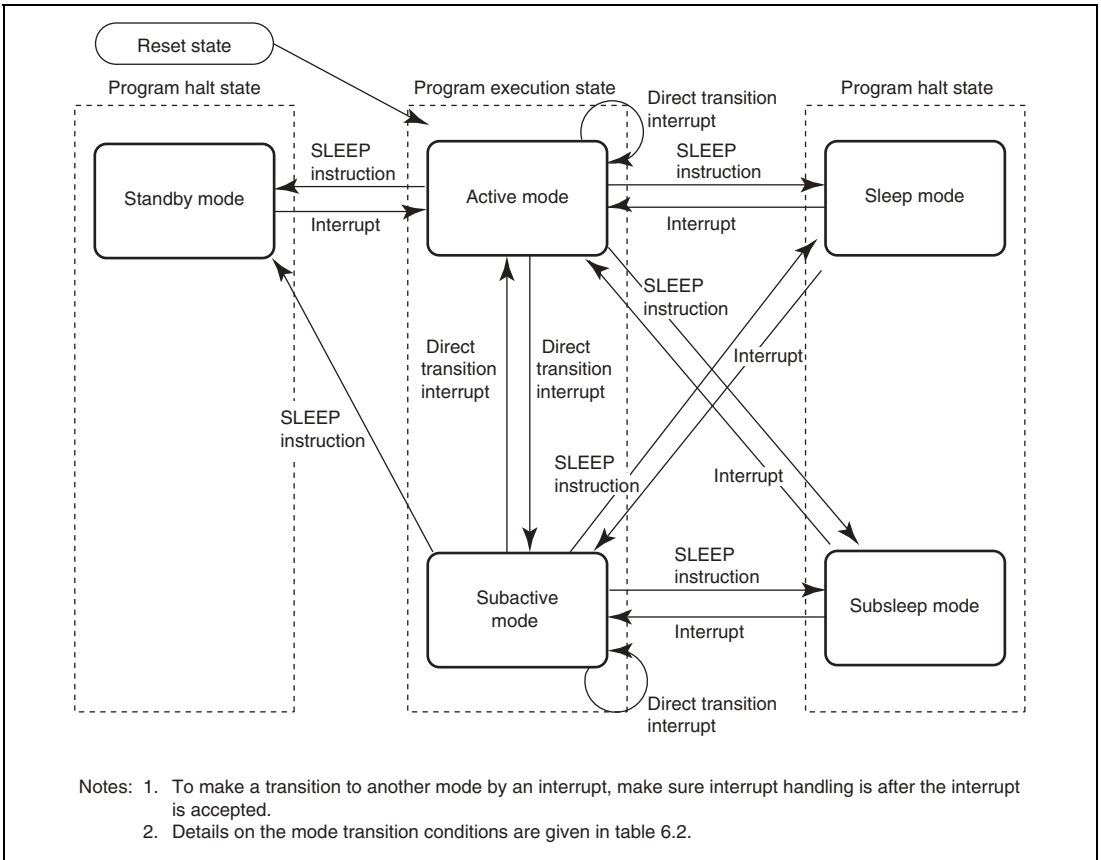 Reset state
Program halt state
Program execution state
Program halt state
Direct transition
interrupt
SLEEP
instruction
SLEEP
instruction
Standby mode
Active mode
Sleep mode
Interrupt
Interrupt
SLEEP
instruction
Direct
transition
interrupt
Direct
transition
interrupt
Interrupt
SLEEP
instruction
SLEEP
instruction
Interrupt
SLEEP
instruction
Subactive
mode
Subsleep mode
Interrupt
Direct transition
interrupt
Notes: 1. To make a transition to another mode by an interrupt, make sure interrupt handling is after the interrupt
is accepted.
2. Details on the mode transition conditions are given in table 6.2.